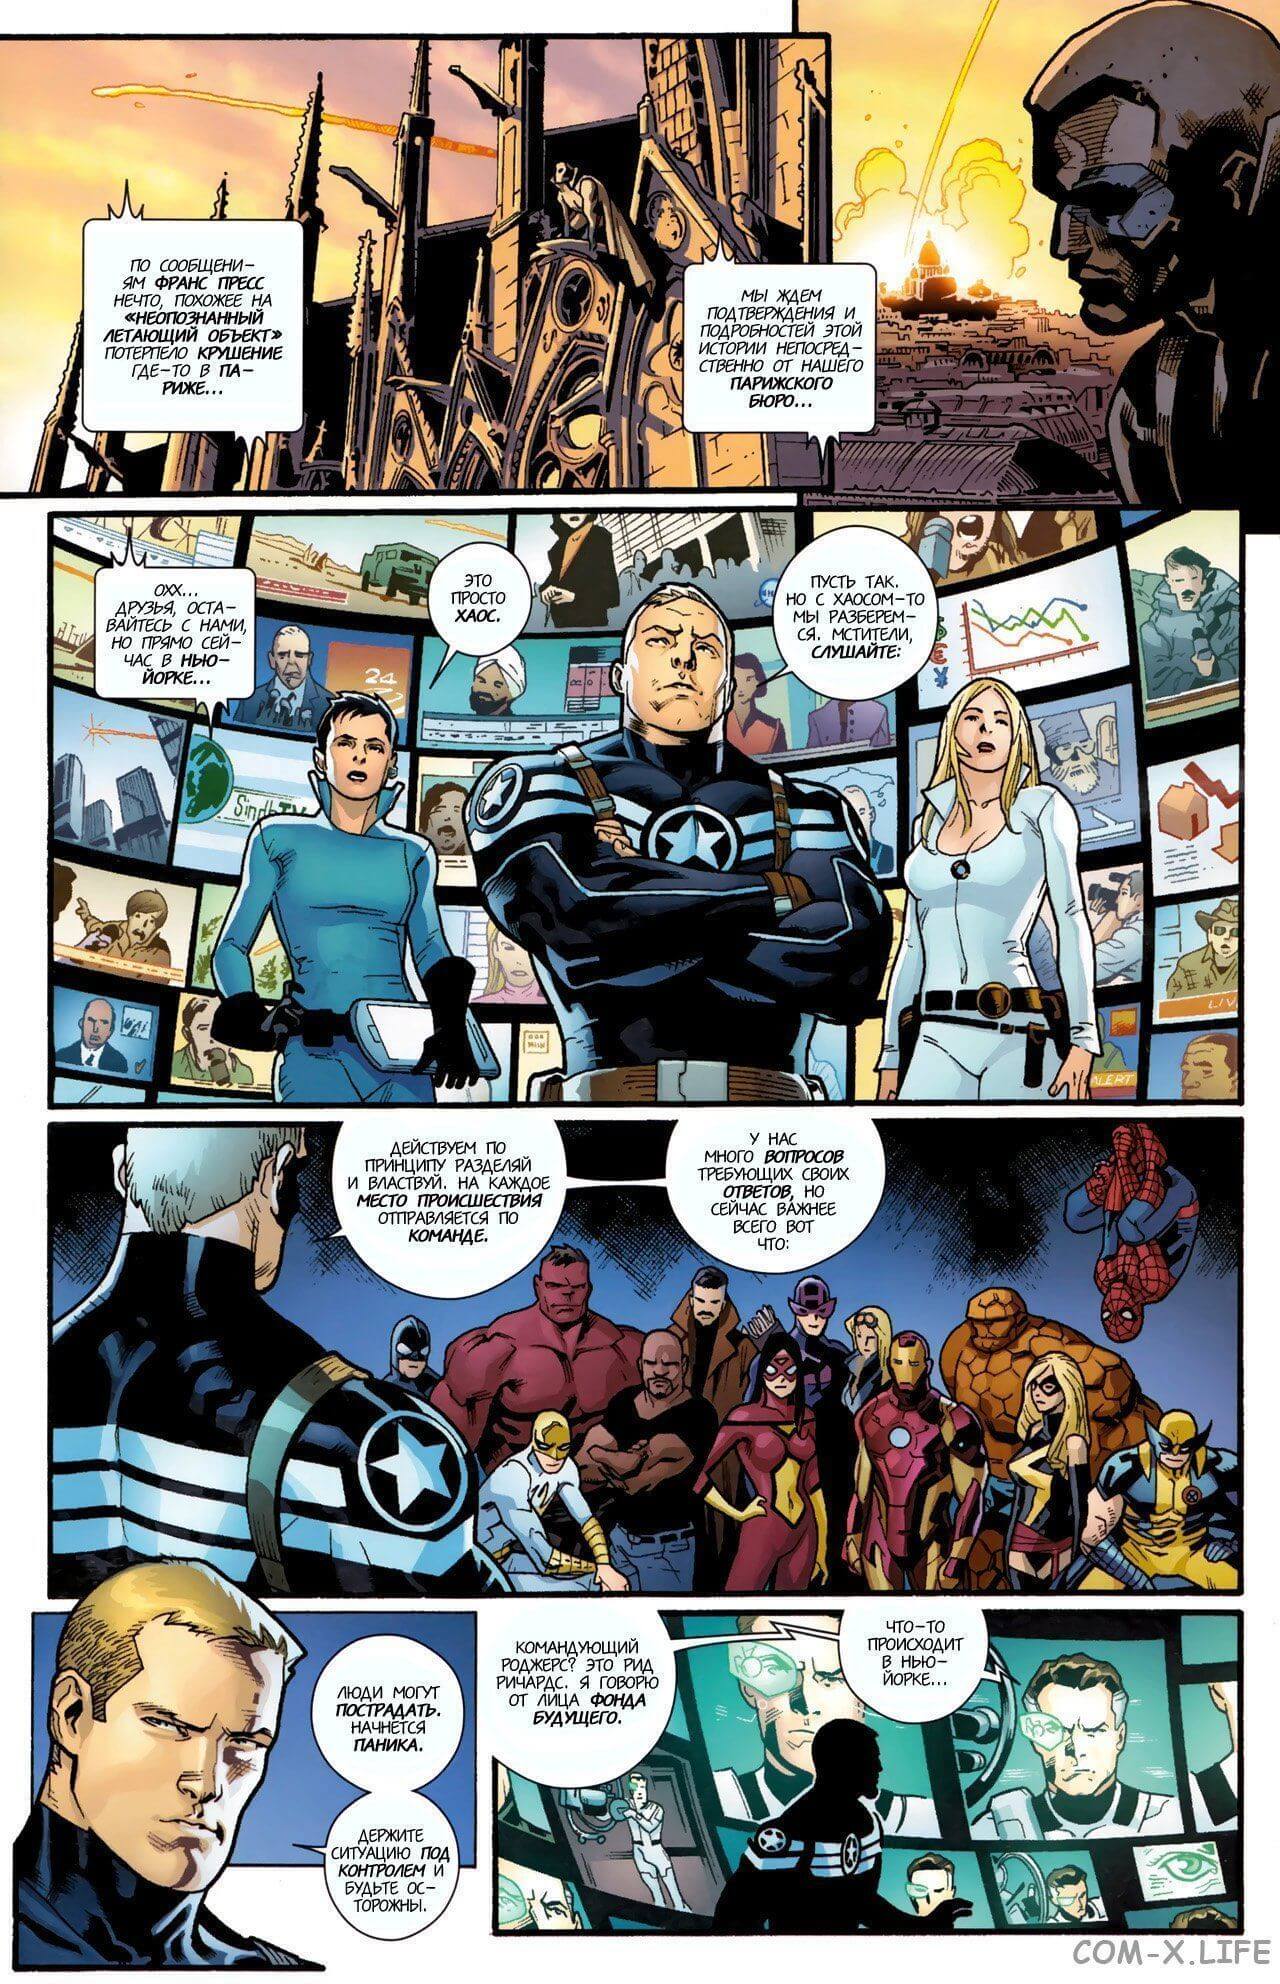 ПО СООБЩЕНИ-
ЯМ ФРАНС ПРЕСС
НЕЧТО, ПОХОЖЕЕ НА
«НЕОПОЗНАННЫЙ
ЛЕТАЮЩИЙ ОБЪЕКТ»
ПОТЕРПЕЛО КРУШЕНИЕ
ГДЕ-ТО В ПА-
РИЖЕ...
МЫ ЖДЕМ
ПОДТВЕРЖДЕНИЯ И
ПОДРОБНОСТЕЙ ЭТОЙ
ИСТОРИИ НЕПОСРЕД-
СТВЕННО ОТ НАШЕГО
ПАРИЖСКОГО
БЮРО...
ОХХ...
ДРУЗЬЯ, ОСТА-
ВАЙТЕСЬ С НАМИ,
НО ПРЯМО СЕЙ-
ЧАС В НЬЮ-
ЙОРКЕ...
ЭТО
ПРОСТО
ХАОС.
ПУСТЬ ТАК.
НО С ХАОСОМ-ТО
МЫ РАЗБЕРЕМ-
СЯ. МСТИТЕЛИ,
СЛУШАЙТЕ:
24
$
€
¥
SindhTV
LIV
ALERT
ДЕЙСТВУЕМ ПО
ПРИНЦИПУ РАЗДЕЛЯЙ
И ВЛАСТВУЙ. НА КАЖДОЕ
МЕСТО ПРОИСШЕСТВИЯ
ОТПРАВЛЯЕТСЯ ПО
КОМАНДЕ.
У НАС
МНОГО ВОПРОСОВ
ТРЕБУЮЩИХ СВОИХ
ОТВЕТОВ, НО
СЕЙЧАС ВАЖНЕЕ
ВСЕГО ВОТ
ЧТО:
ЛЮДИ МОГУТ
ПОСТРАДАТЬ.
НАЧНЁТСЯ
ПАНИКА.
ДЕРЖИТЕ
СИТУАЦИЮ ПОД
КОНТРОЛЕМ И
БУДЬТЕ ОС-
ТОРОЖНЫ.
КОМАНДУЮЩИЙ
РОДЖЕРС? ЭТО РИД
РИЧАРДС. Я ГОВОРЮ
ОТ ЛИЦА ФОНДА
БУДУЩЕГО.
ЧТО-ТО
ПРОИСХОДИТ
В НЬЮ-
ЙОРКЕ...
COM-X.LIFE